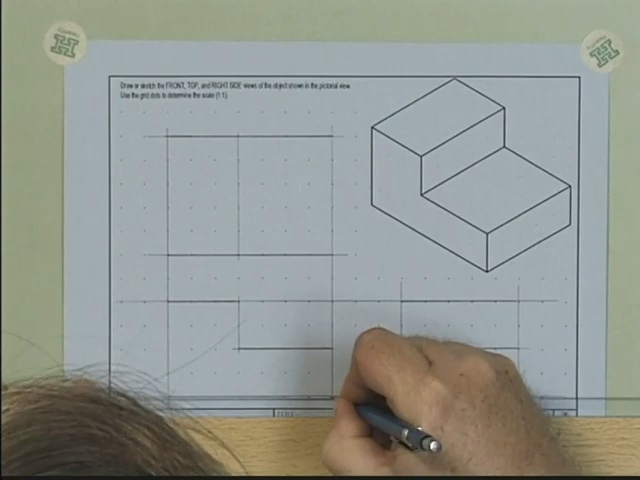 Draw or sketch the FRONT, TOP, and RIGHT SIDE views of the object shown in the pictorial view.
Use the grid dots to determine the scale (1:1).